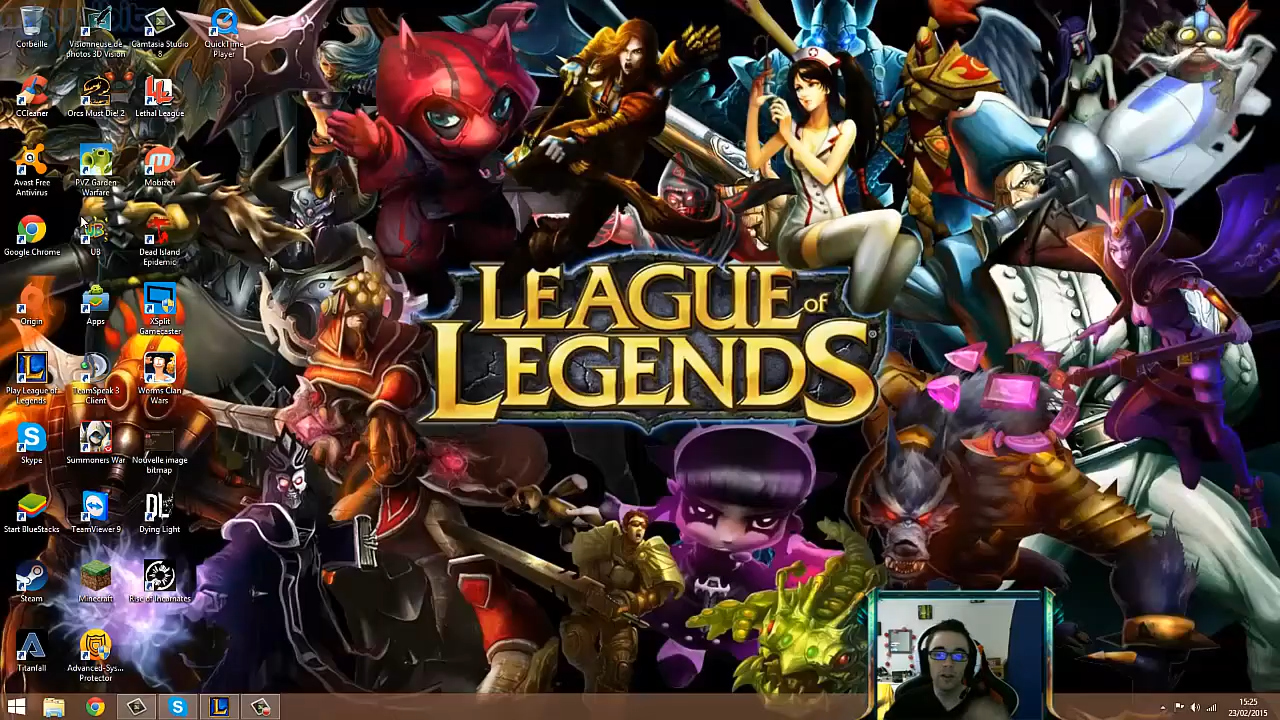 Corbeille
Visionneuse de
photos 3D Vision
Camtasia Studio
8
QuickTime
Player
CCleaner
Orcs Must Die! 2
Lethal League
Avast Free
Antivirus
PVZ Garden
Warfare
Mobizen
Google Chrome
UB
Dead Island
Epidemic
Origin
Apps
XSplit
Gamecaster
LEAGUE of
LEGENDS
Play League of
Legends
TeamSpeak 3
Client
Worms Clan
Wars
Skype
Summoners War
Nouvelle image
bitmap
Start BlueStacks
TeamViewer 9
DL
Dying Light
Steam
Minecraft
Rise of Incarnates
Titanfall
Advanced-Sys...
Protector
15:25
23/02/2015